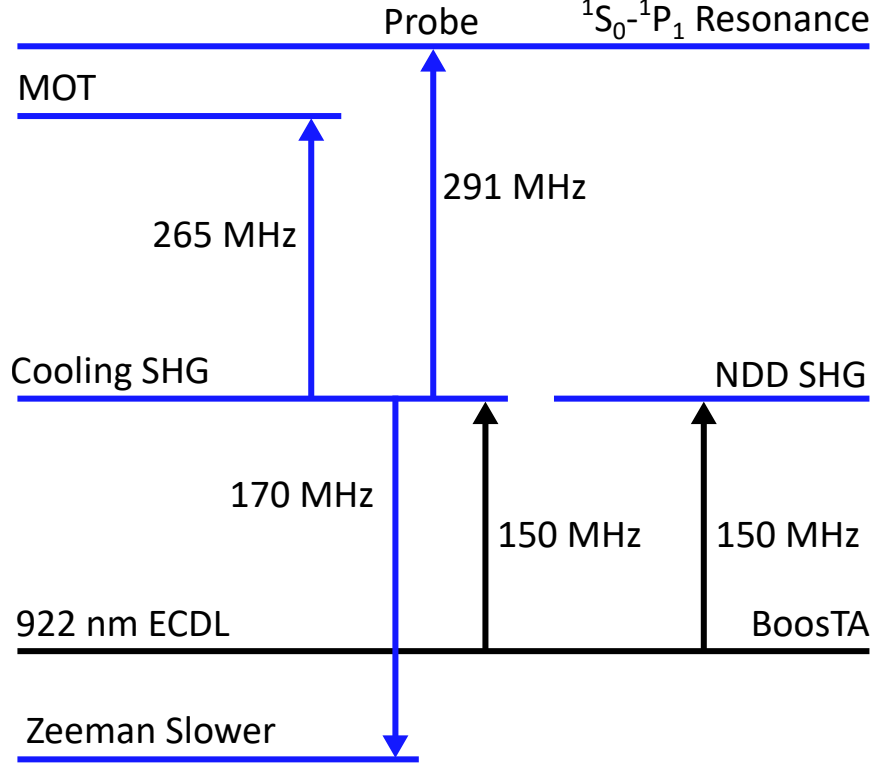 Probe
¹S₀-¹P₁ Resonance
MOT
291 MHz
265 MHz
Cooling SHG
NDD SHG
170 MHz
150 MHz
150 MHz
922 nm ECDL
BoosTA
Zeeman Slower